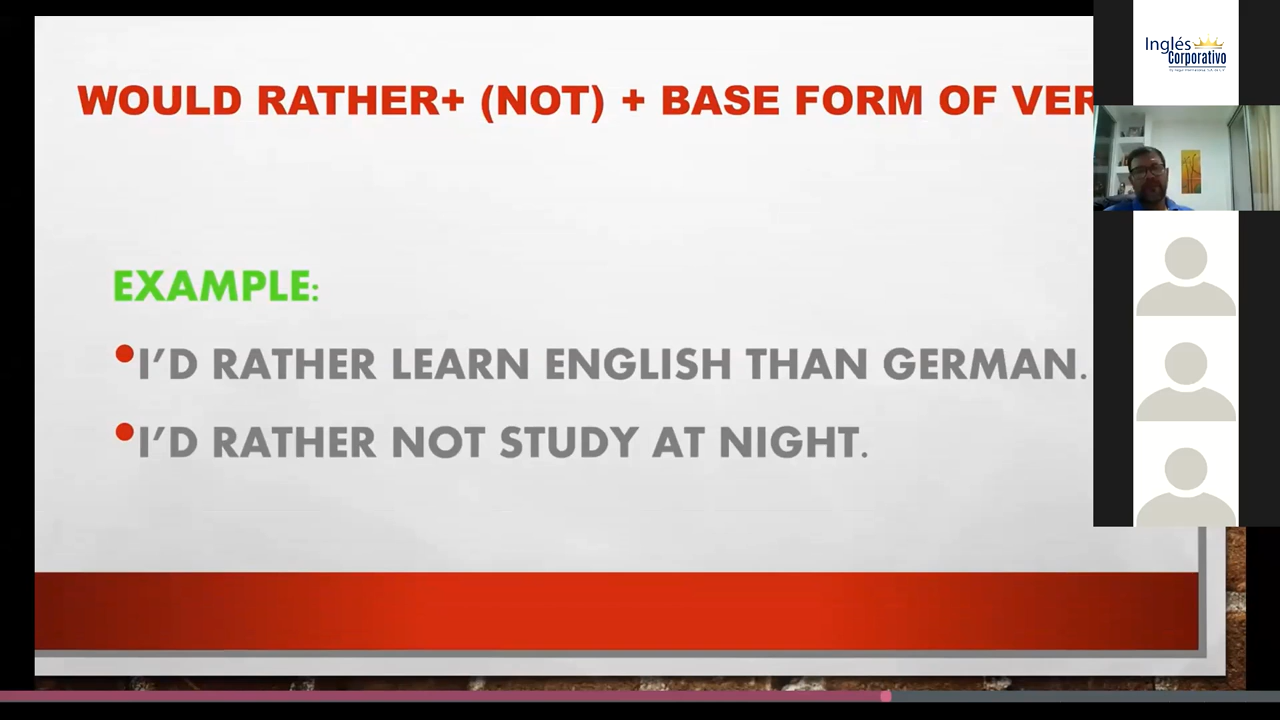 WOULD RATHER+ (NOT) + BASE FORM OF VER
EXAMPLE:
•I’D RATHER LEARN ENGLISH THAN GERMAN.
•I’D RATHER NOT STUDY AT NIGHT.
Inglés
Corporativo